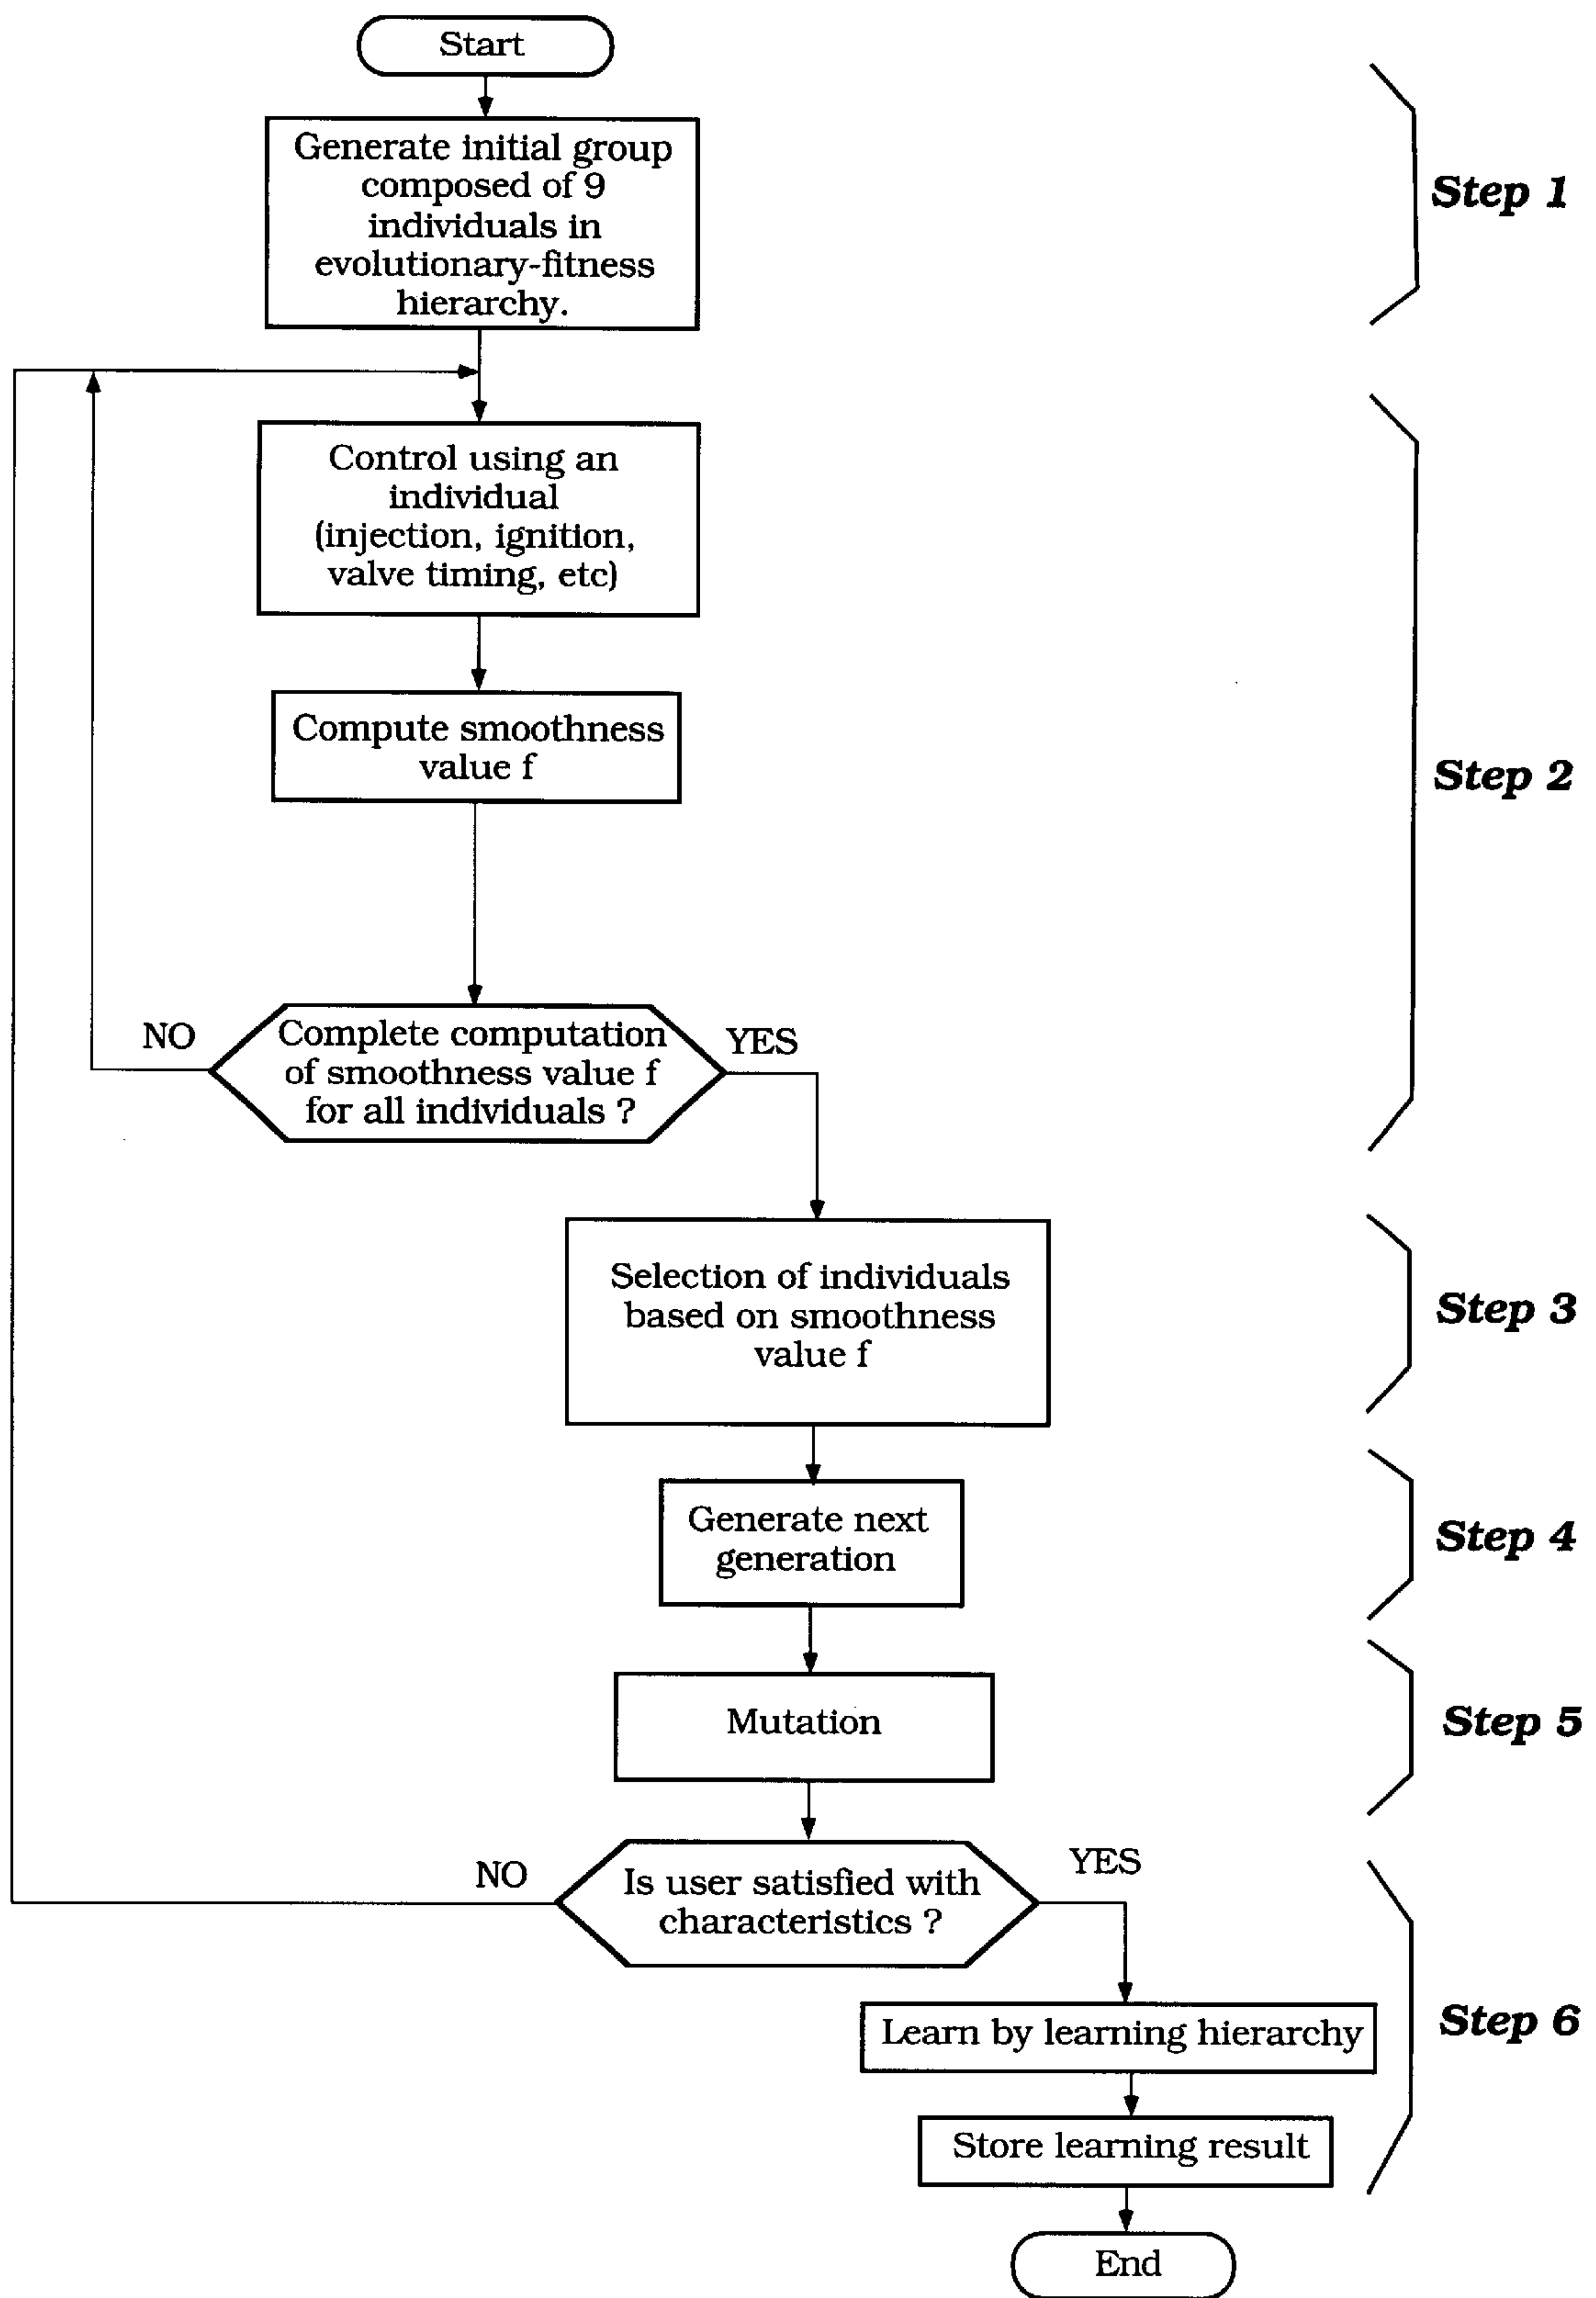 Start
Generate initial group
composed of 9
individuals in
evolutionary-fitness
hierarchy.
Step 1
Control using an
individual
(injection, ignition,
valve timing, etc)
Compute smoothness
value f
Step 2
NO
Complete computation
of smoothness value f
for all individuals ?
YES
Selection of individuals
based on smoothness
value f
Step 3
Generate next
generation
Step 4
Mutation
Step 5
NO
Is user satisfied with
characteristics ?
YES
Learn by learning hierarchy
Step 6
Store learning result
End